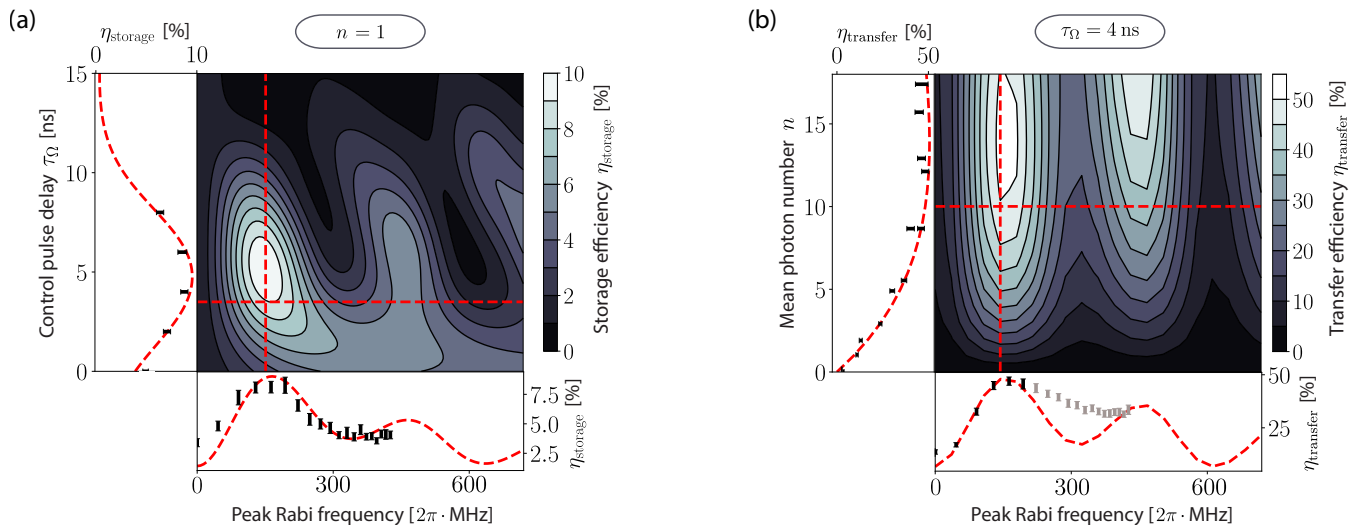 (a)
η_storage [%]
n = 1
0 10
15
10
5
0
Control pulse delay τ_Ω [ns]
10
8
6
4
2
0
Storage efficiency η_storage [%]
7.5
5.0
2.5
η_storage [%]
0 300 600
Peak Rabi frequency [2π · MHz]
(b)
η_transfer [%]
τ_Ω = 4 ns
0 50
15
10
5
0
Mean photon number n
50
40
30
20
10
0
Transfer efficiency η_transfer [%]
50
25
η_transfer [%]
0 300 600
Peak Rabi frequency [2π · MHz]